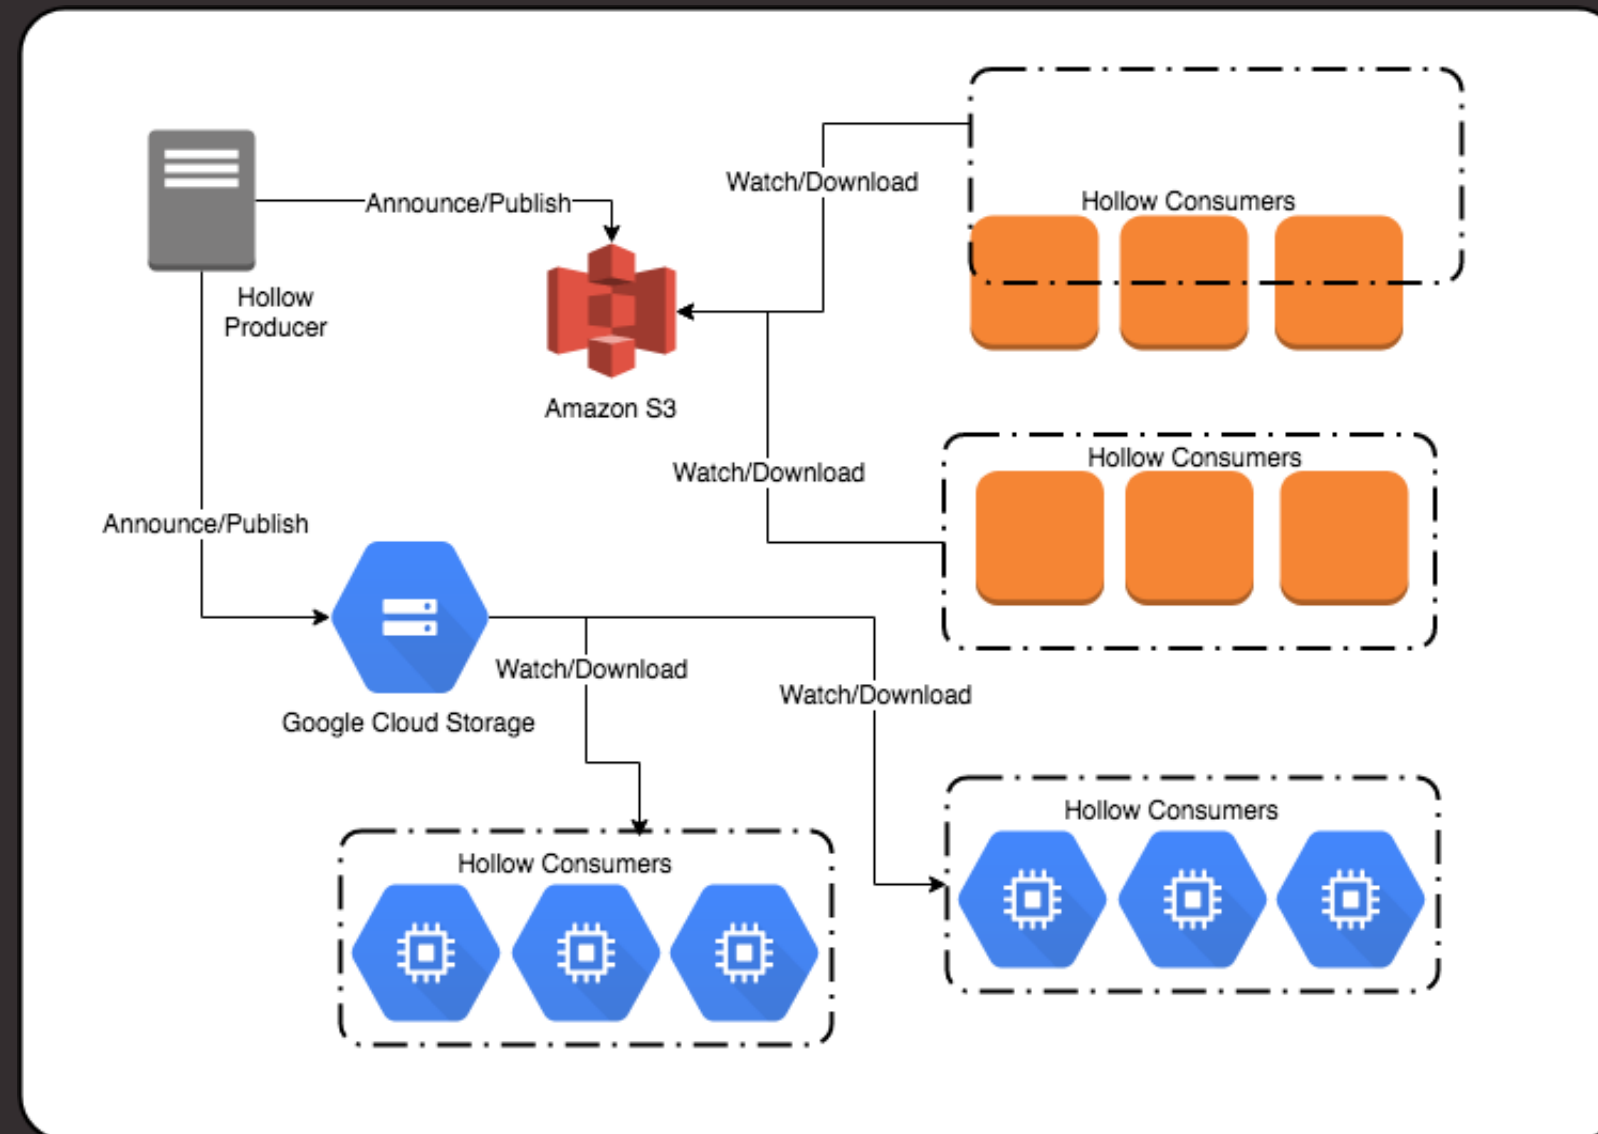 Hollow Consumers
Watch/Download
Announce/Publish
Hollow
Producer
Amazon S3
Watch/Download
Hollow Consumers
Announce/Publish
Google Cloud Storage
Watch/Download
Watch/Download
Hollow Consumers
Hollow Consumers